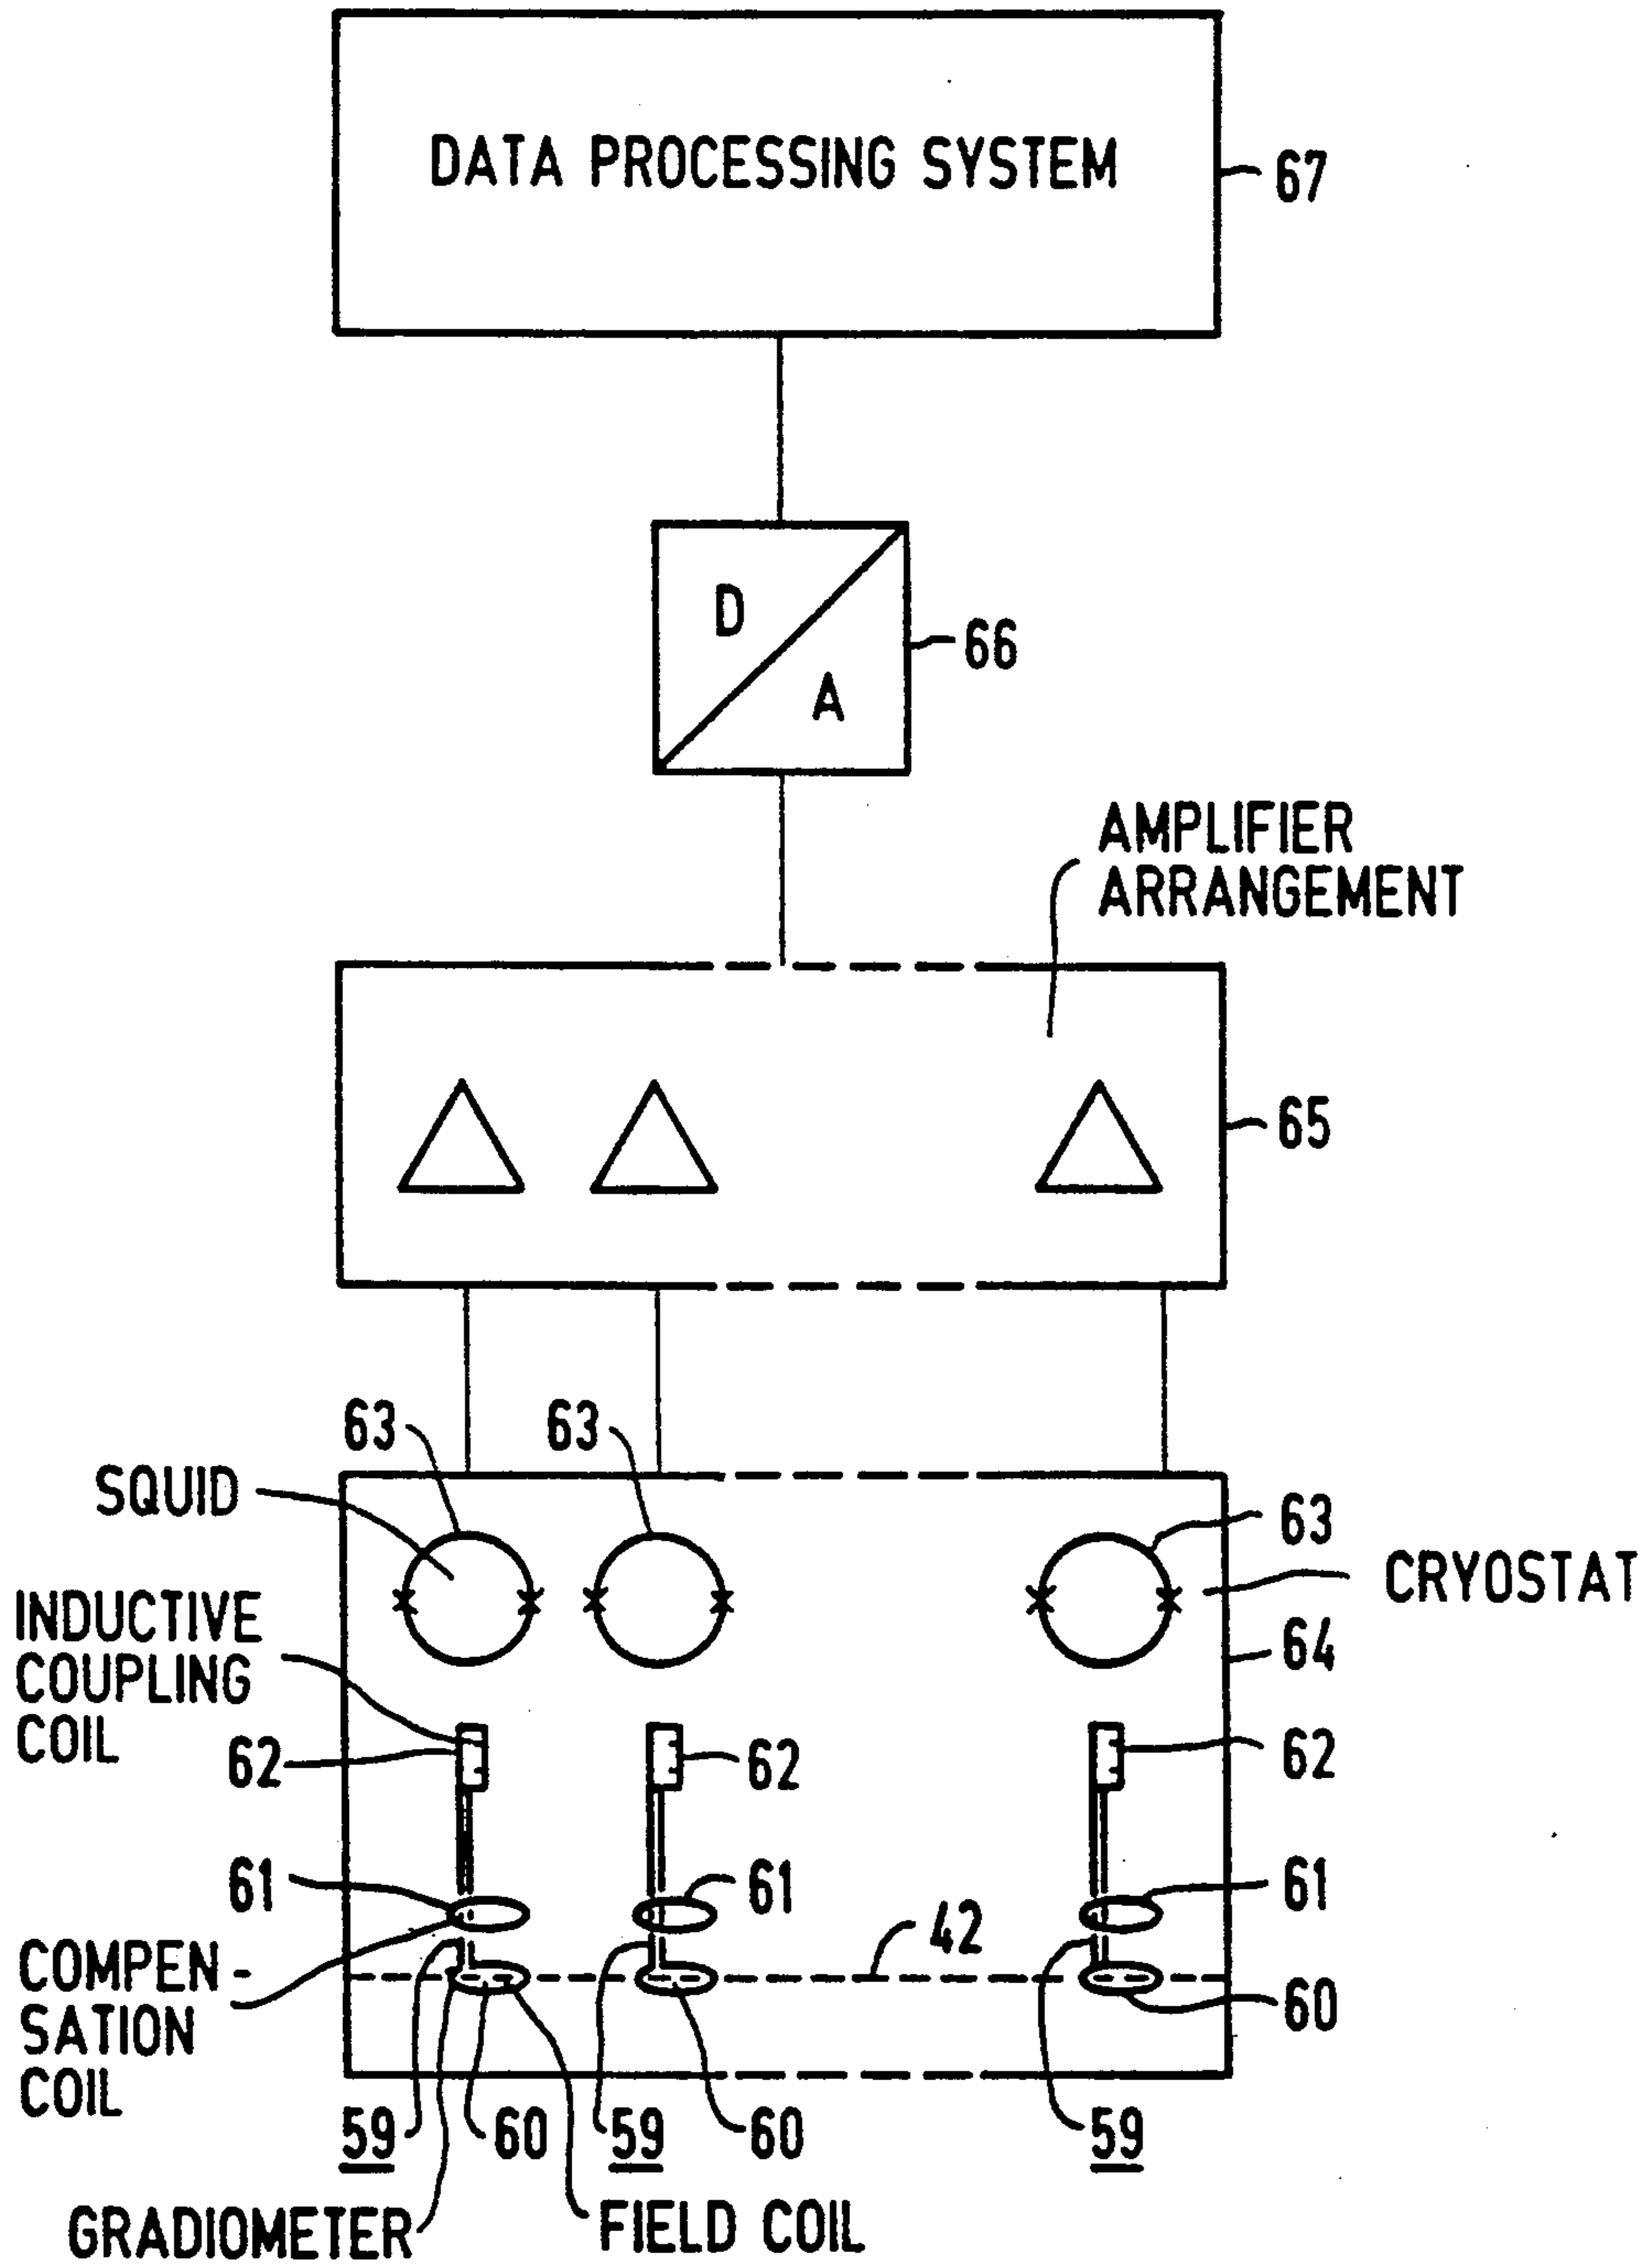 DATA PROCESSING SYSTEM
67
D
A
66
AMPLIFIER
ARRANGEMENT
65
63
63
SQUID
63
CRYOSTAT
INDUCTIVE
COUPLING
COIL
64
62
62
62
61
61
61
42
COMPEN-
SATION
COIL
60
59
60
59
60
59
GRADIOMETER
FIELD COIL